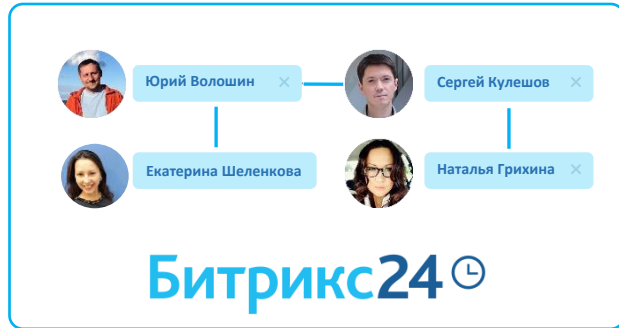 Юрий Волошин ×
Сергей Кулешов ×
Екатерина Шеленкова
Наталья Грихина ×
Битрикс24